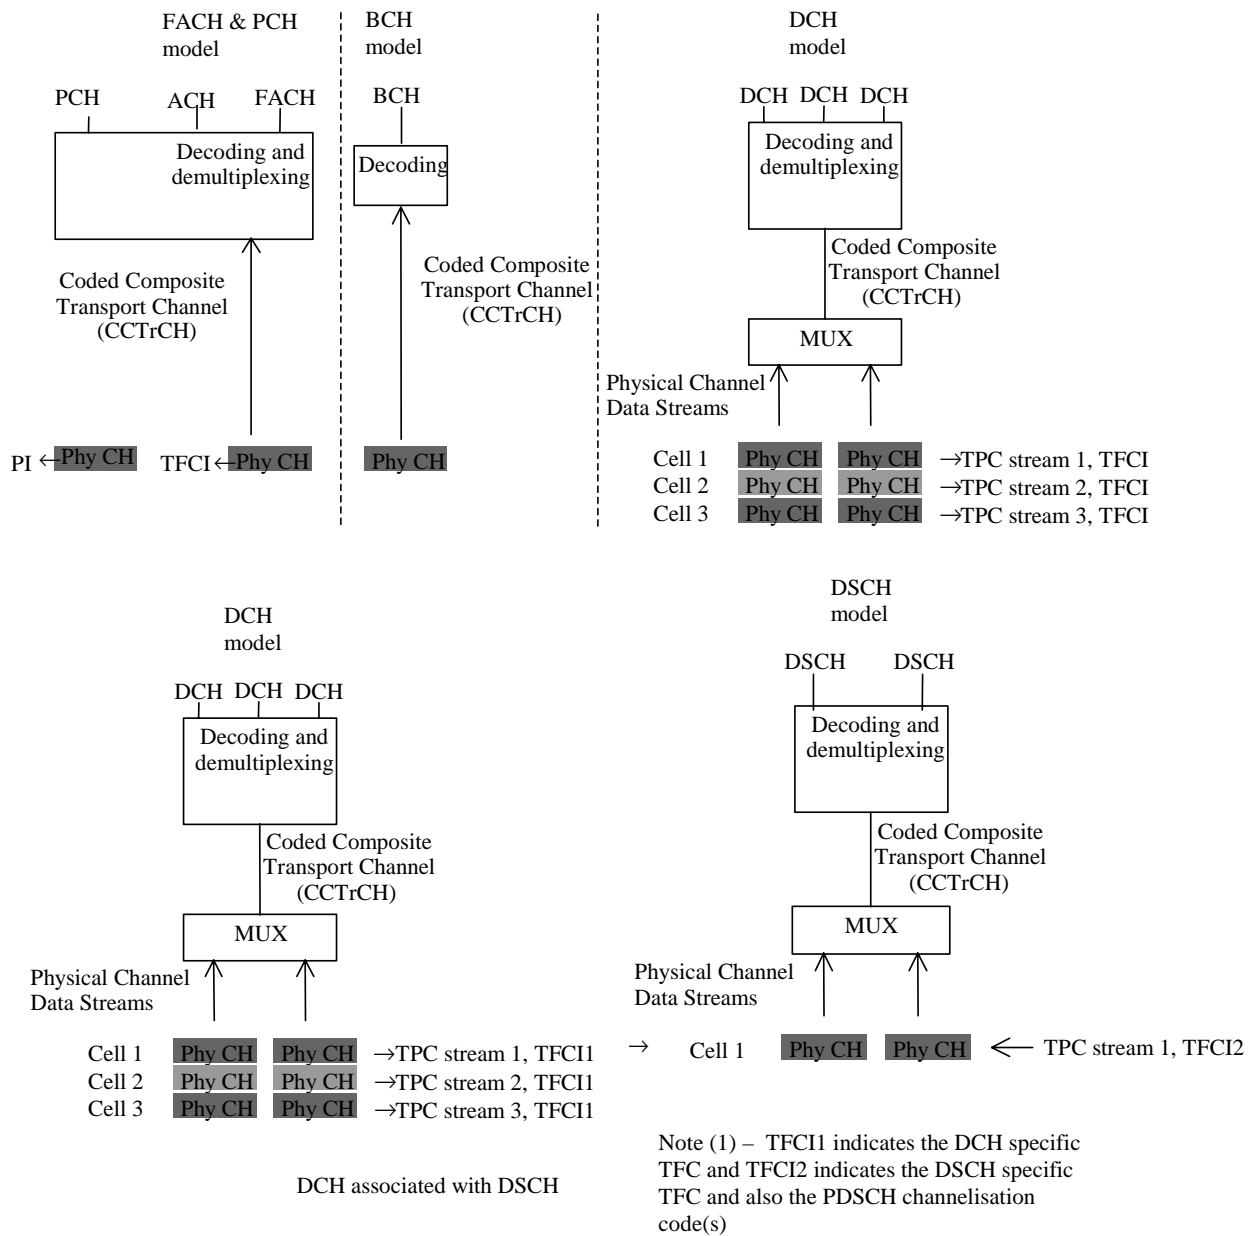 FACH & PCH
model
PCH
ACH
FACH
Decoding and
demultiplexing
Coded Composite
Transport Channel
(CCTrCH)
PI ← Phy CH
TFCI ← Phy CH
BCH
model
BCH
Decoding
Coded Composite
Transport Channel
(CCTrCH)
Phy CH
DCH
model
DCH DCH DCH
Decoding and
demultiplexing
Coded Composite
Transport Channel
(CCTrCH)
MUX
Physical Channel
Data Streams
Cell 1 Phy CH Phy CH →TPC stream 1, TFCI
Cell 2 Phy CH Phy CH →TPC stream 2, TFCI
Cell 3 Phy CH Phy CH →TPC stream 3, TFCI
DCH
model
DCH DCH DCH
Decoding and
demultiplexing
Coded Composite
Transport Channel
(CCTrCH)
MUX
Physical Channel
Data Streams
Cell 1 Phy CH Phy CH →TPC stream 1, TFCI1
Cell 2 Phy CH Phy CH →TPC stream 2, TFCI1
Cell 3 Phy CH Phy CH →TPC stream 3, TFCI1
DCH associated with DSCH
DSCH
model
DSCH DSCH
Decoding and
demultiplexing
Coded Composite
Transport Channel
(CCTrCH)
MUX
Physical Channel
Data Streams
→ Cell 1 Phy CH Phy CH ← TPC stream 1, TFCI2
Note (1) – TFCI1 indicates the DCH specific
TFC and TFCI2 indicates the DSCH specific
TFC and also the PDSCH channelisation
code(s)